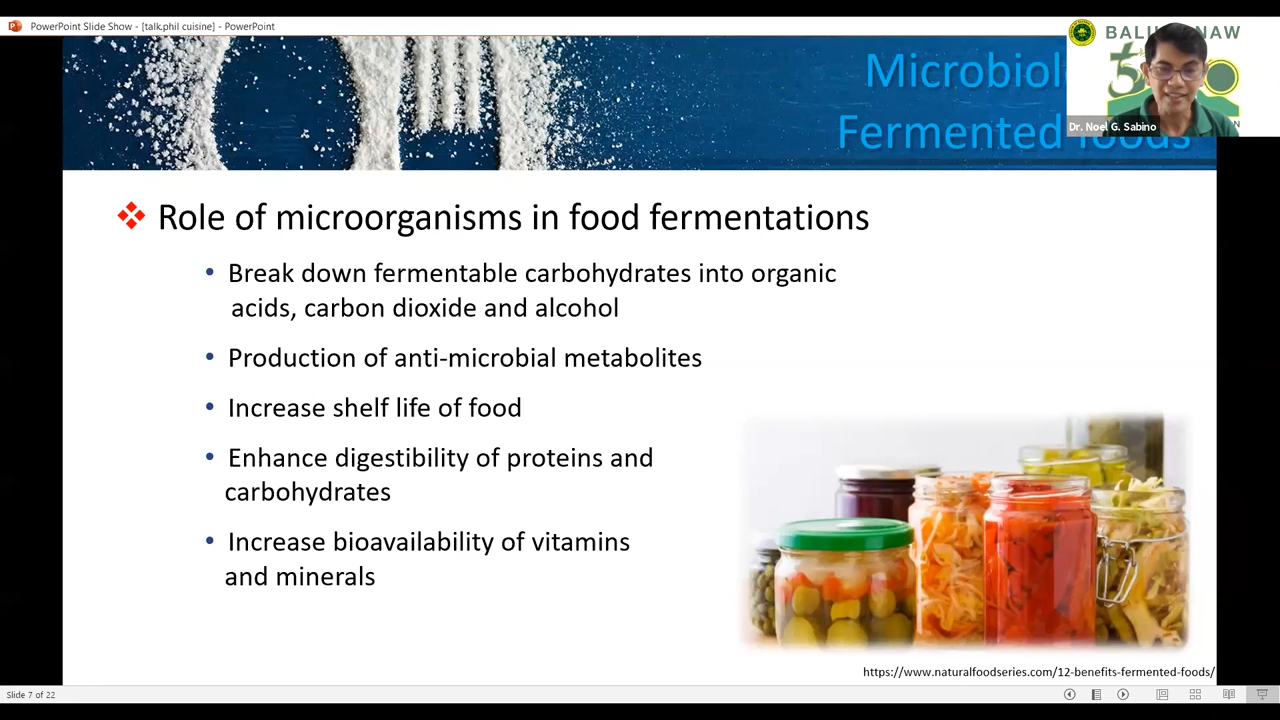 PowerPoint Slide Show - [talk.phil cuisine] - PowerPoint
Fermented foods
Dr. Noel G. Sabino
Role of microorganisms in food fermentations
Break down fermentable carbohydrates into organic
acids, carbon dioxide and alcohol
Production of anti-microbial metabolites
Increase shelf life of food
Enhance digestibility of proteins and
carbohydrates
Increase bioavailability of vitamins
and minerals
https://www.naturalfoodseries.com/12-benefits-fermented-foods/
Slide 7 of 22